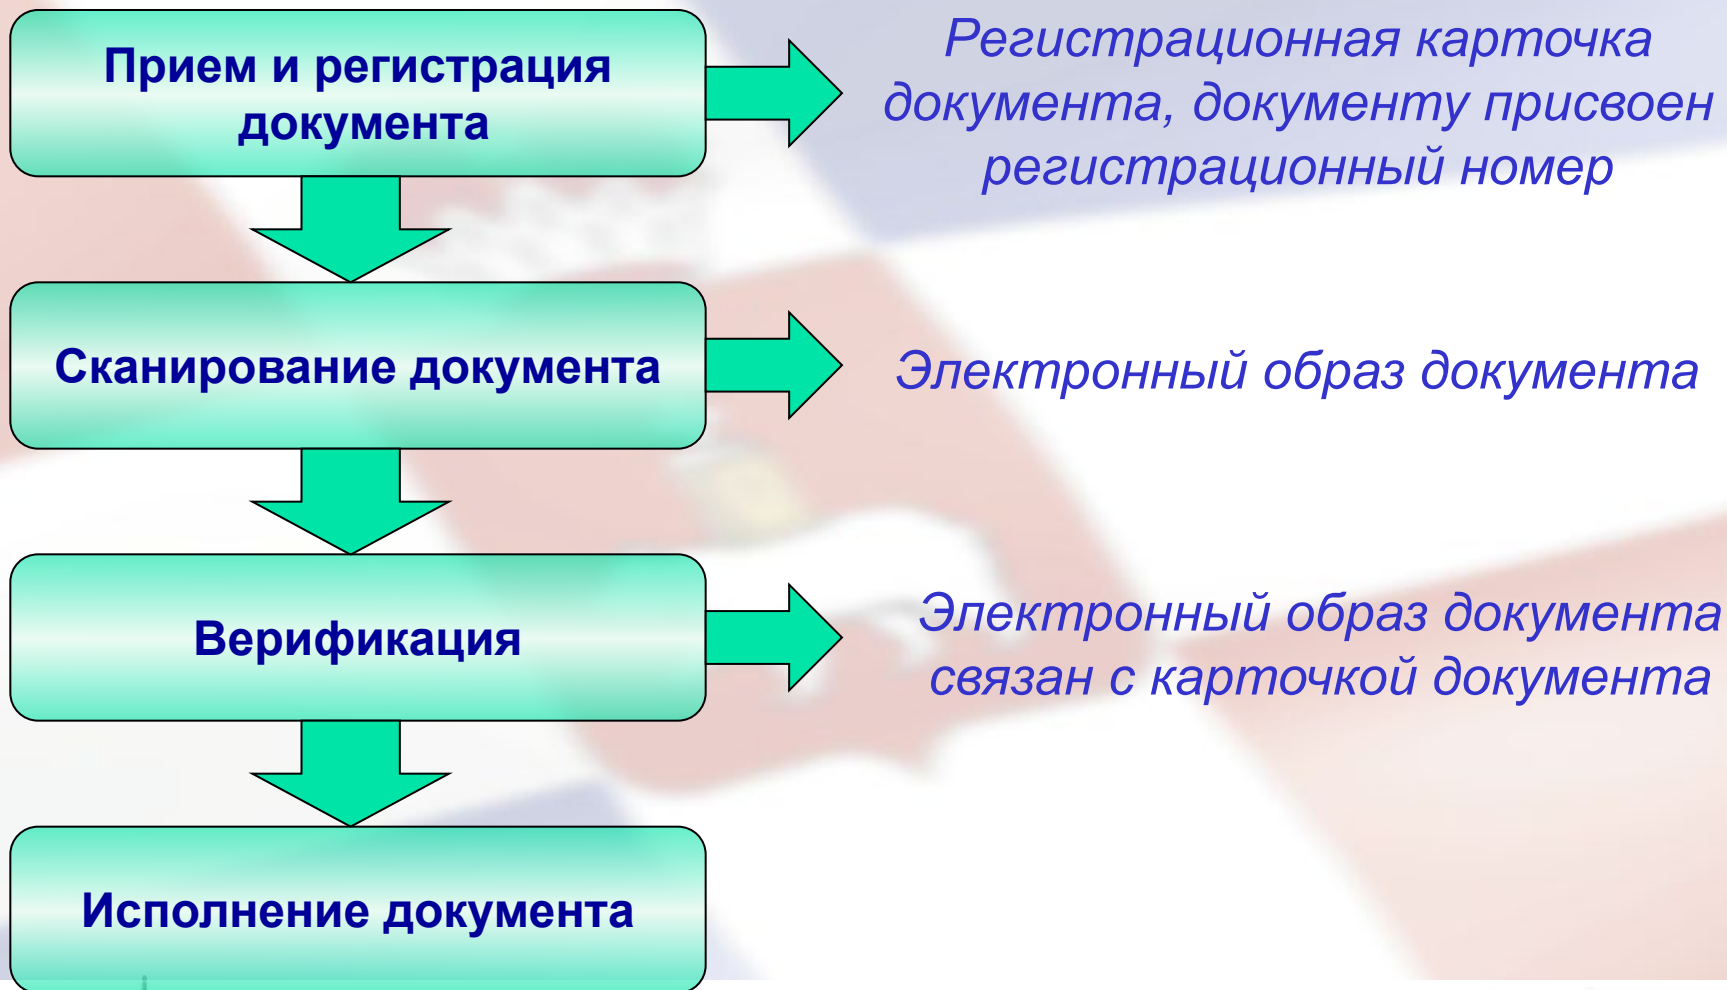 Прием и регистрация
документа
Регистрационная карточка
документа, документу присвоен
регистрационный номер
Сканирование документа
Электронный образ документа
Верификация
Электронный образ документа
связан с карточкой документа
Исполнение документа